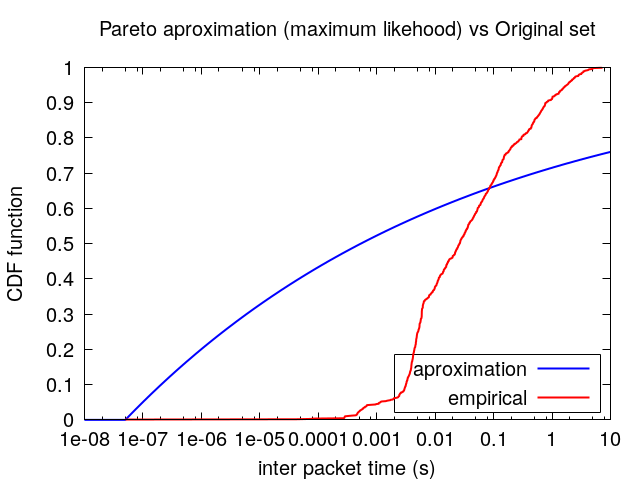 Pareto aproximation (maximum likehood) vs Original set
1
0.9
0.8
0.7
0.6
0.5
0.4
0.3
0.2
0.1
0
CDF function
aproximation
empirical
1e-08 1e-07 1e-06 1e-05 0.0001 0.001 0.01 0.1 1 10
inter packet time (s)